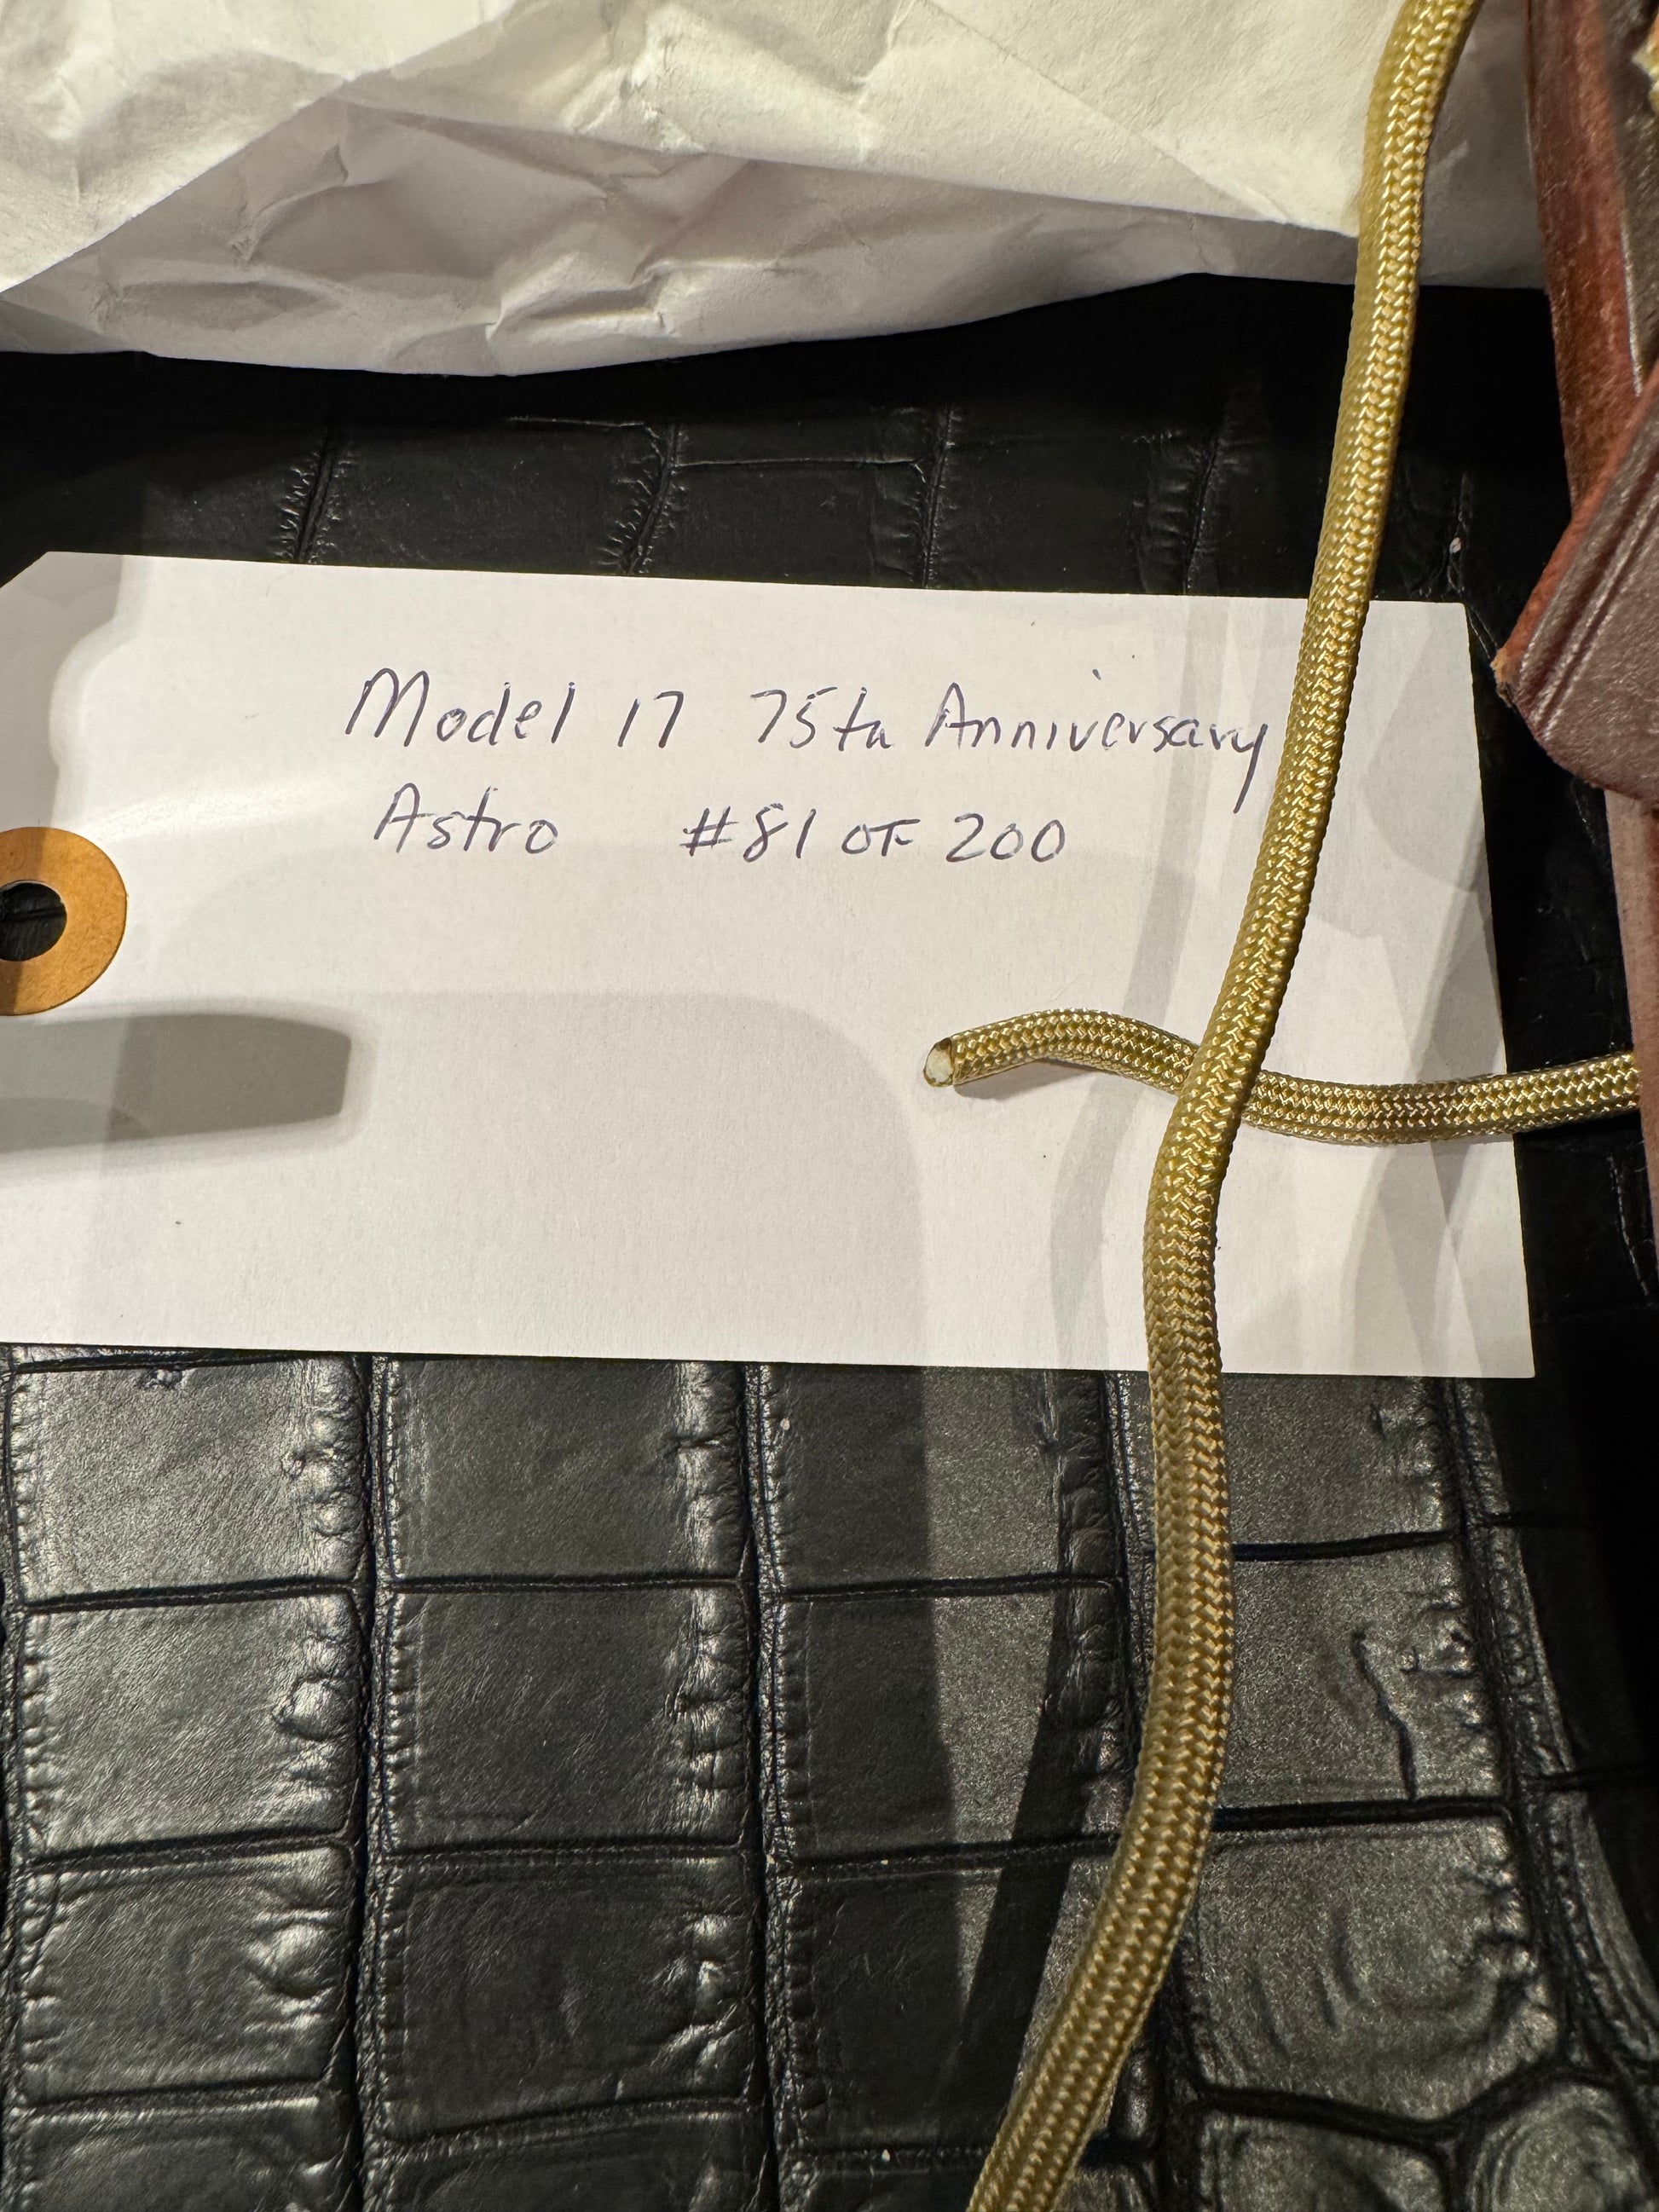 Model 17 75th Anniversary
Astro #81 OF 200